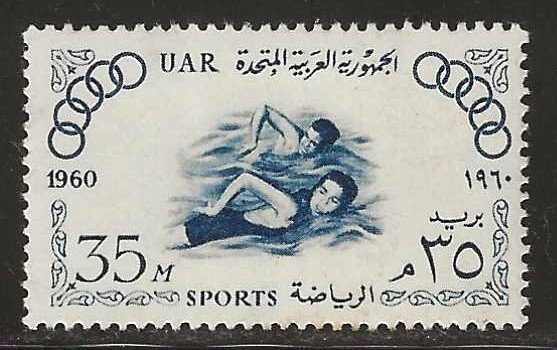 UAR الجمهورية العربية المتحدة
1960 ١٩٦٠
بريد
35 M ٣٥ م
SPORTS الرياضة